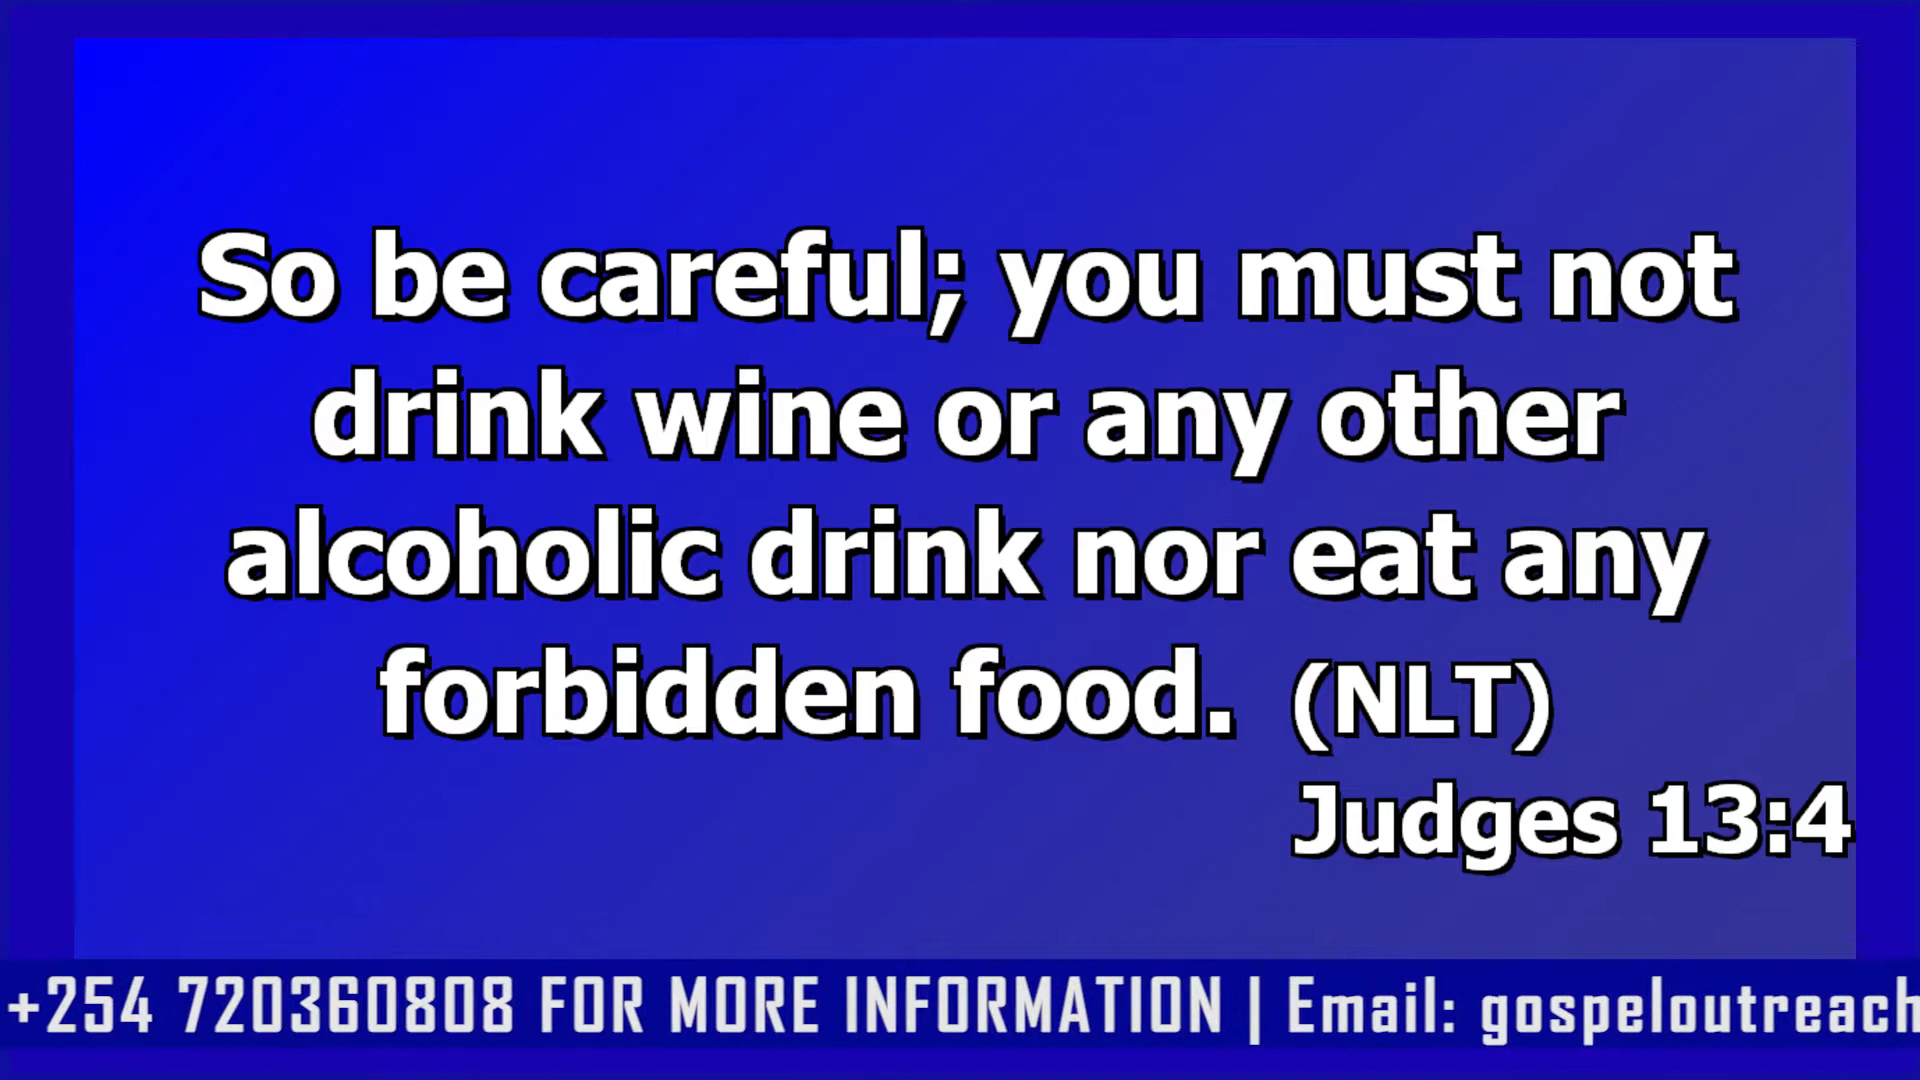 So be careful; you must not
drink wine or any other
alcoholic drink nor eat any
forbidden food. (NLT)
Judges 13:4
+254 720360808 FOR MORE INFORMATION | Email: gospeloutreach